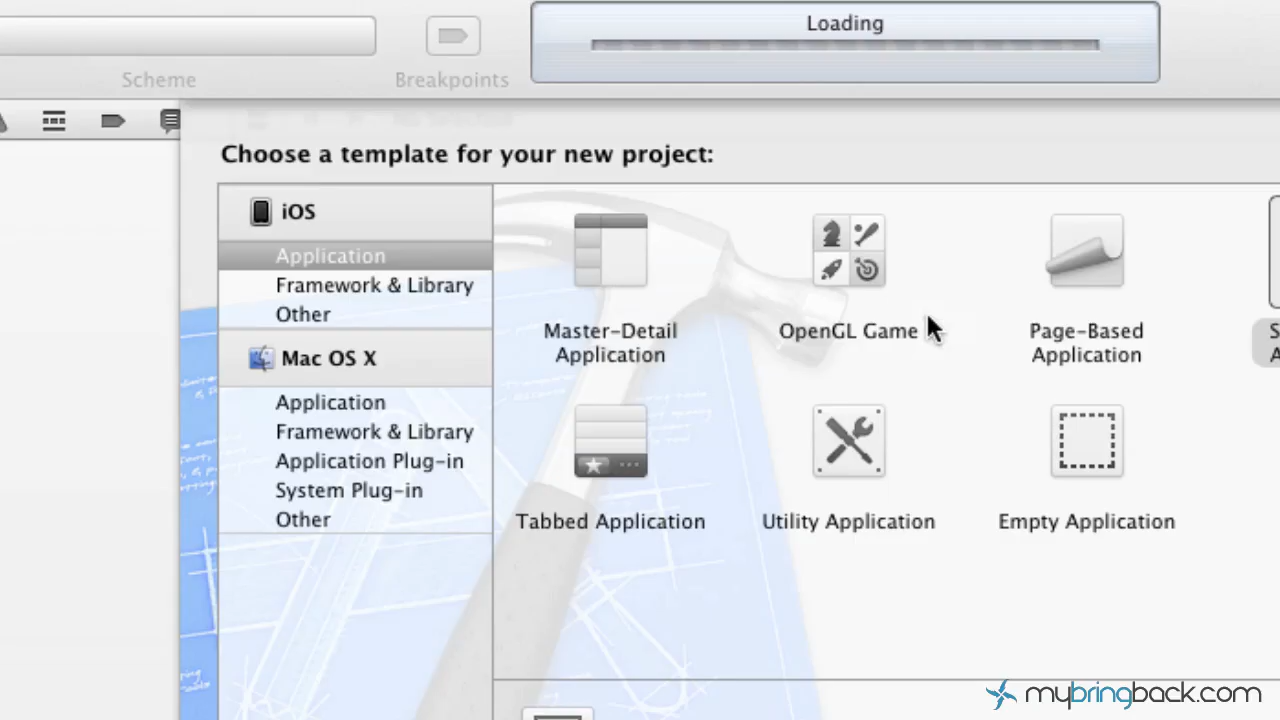 Loading
Scheme
Breakpoints
Choose a template for your new project:
iOS
Application
Framework & Library
Other
Mac OS X
Application
Framework & Library
Application Plug-in
System Plug-in
Other
Master-Detail
Application
OpenGL Game
Page-Based
Application
Tabbed Application
Utility Application
Empty Application
mybringback.com